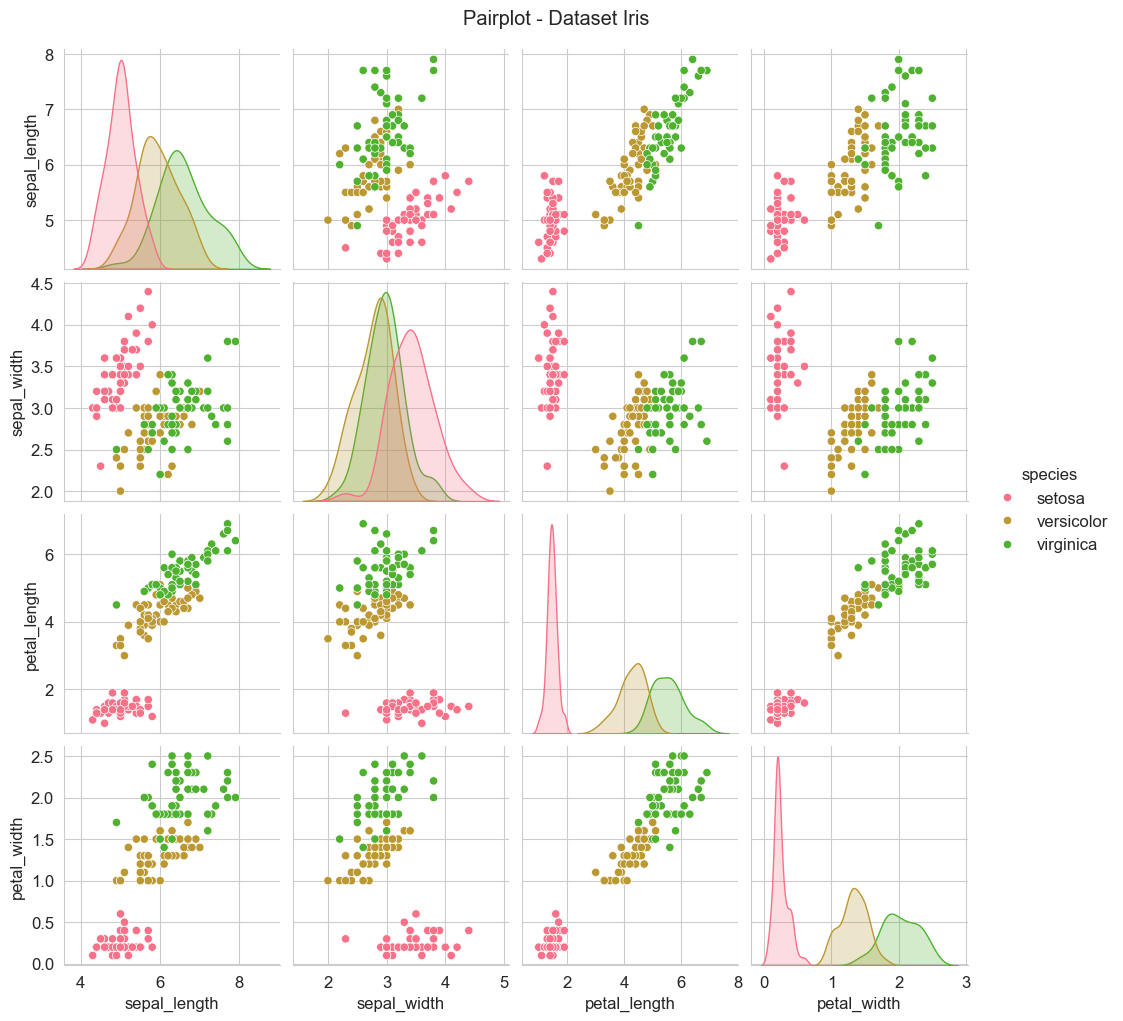 Pairplot - Dataset Iris
8
7
6
5
sepal_length
4.5
4.0
3.5
3.0
2.5
2.0
sepal_width
6
4
2
petal_length
2.5
2.0
1.5
1.0
0.5
0.0
petal_width
4 6 8
sepal_length
2 3 4 5
sepal_width
2 4 6 8
petal_length
0 1 2 3
petal_width
species
setosa
versicolor
virginica